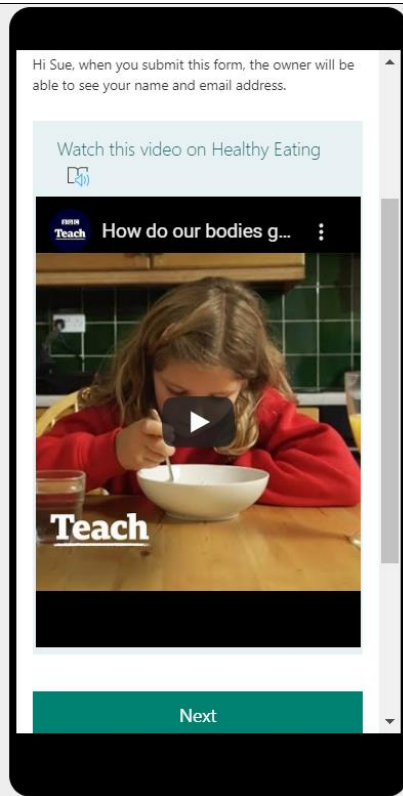 Hi Sue, when you submit this form, the owner will be
able to see your name and email address.
Watch this video on Healthy Eating
BBC
Teach
How do our bodies g...
Teach
Next